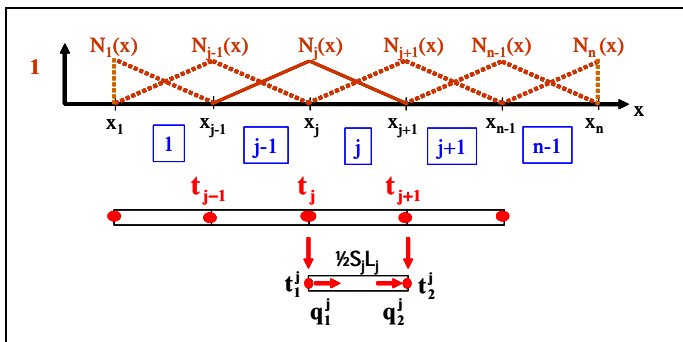 N₁(x) Nⱼ₋₁(x) Nⱼ(x) Nⱼ₊₁(x) Nₙ₋₁(x) Nₙ(x)
1
x₁ xⱼ₋₁ xⱼ xⱼ₊₁ xₙ₋₁ xₙ x
1 j-1 j j+1 n-1
tⱼ₋₁ tⱼ tⱼ₊₁
½SⱼLⱼ
t₁ʲ t₂ʲ
q₁ʲ q₂ʲ